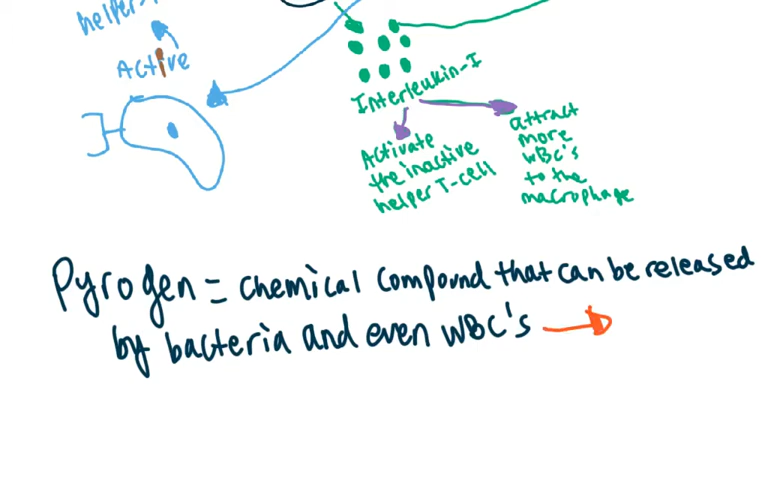 helper
Active
Interleukin-I
Activate
the inactive
helper T-cell
attract
more
WBC's
to the
macrophage
Pyrogen = chemical compound that can be released
by bacteria and even WBC's